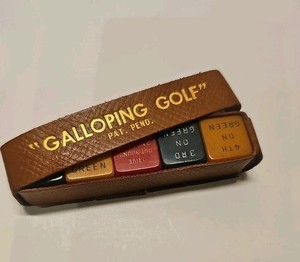 "GALLOPING GOLF"
PAT. PEND.
GREEN
3RD
ON
GREEN
4TH
ON
GREEN